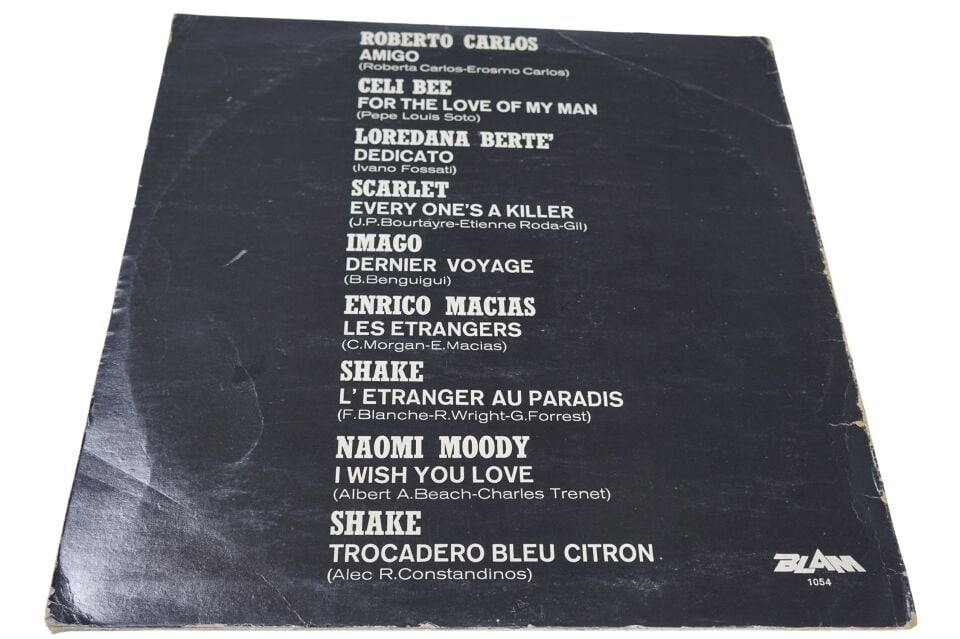 ROBERTO CARLOS
AMIGO
(Roberta Carlos-Erosmo Carlos)
CELI BEE
FOR THE LOVE OF MY MAN
(Pepe Louis Soto)
LOREDANA BERTE'
DEDICATO
(Ivano Fossati)
SCARLET
EVERY ONE'S A KILLER
(J.P.Bourtayre-Etienne Roda-Gil)
IMAGO
DERNIER VOYAGE
(B.Benguigui)
ENRICO MACIAS
LES ETRANGERS
(C.Morgan-E.Macias)
SHAKE
L' ETRANGER AU PARADIS
(F.Blanche-R.Wright-G.Forrest)
NAOMI MOODY
I WISH YOU LOVE
(Albert A.Beach-Charles Trenet)
SHAKE
TROCADERO BLEU CITRON
(Alec R.Constandinos)
BLAM
1054